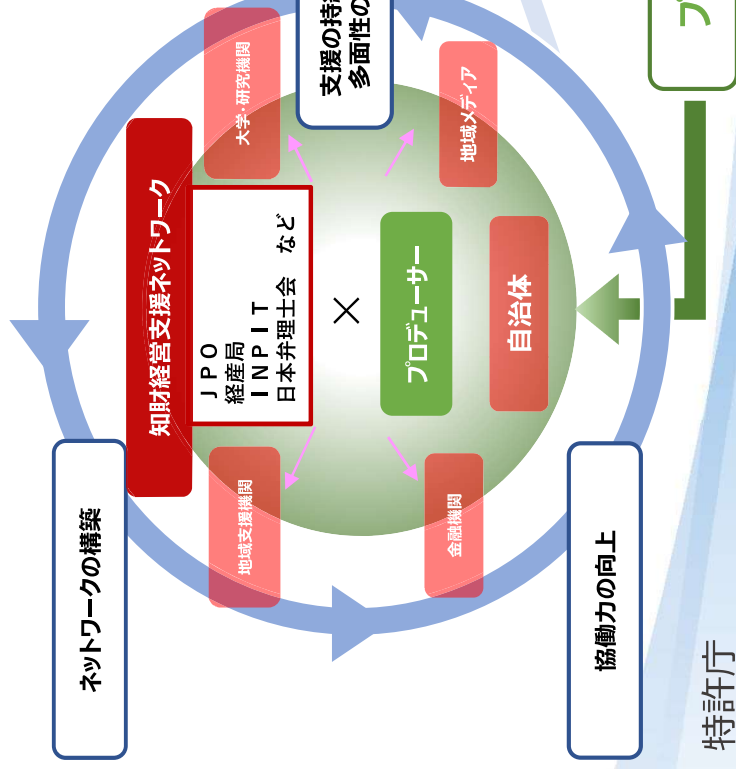 ネットワークの構築
知財経営支援ネットワーク
JPO
経産局
INPIT
日本弁理士会 など
大学・研究機関
地域支援機関
支援の持続
多面性の
×
プロデューサー
地域メディア
金融機関
自治体
協働力の向上
特許庁
プ